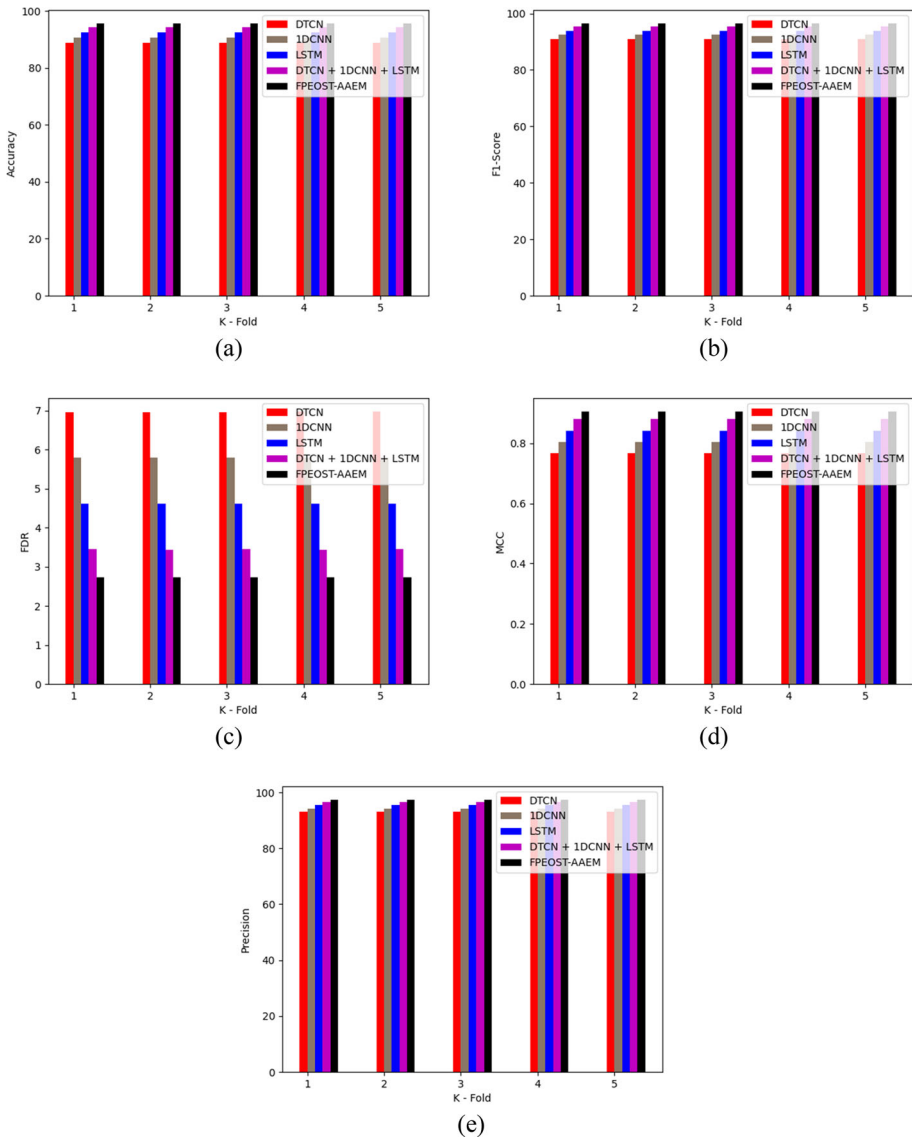 100
80
60
40
20
0
Accuracy
DTCN
1DCNN
LSTM
DTCN + 1DCNN + LSTM
FPEOST-AAEM
1 2 3 4 5
K - Fold
(a)
100
80
60
40
20
0
F1-Score
DTCN
1DCNN
LSTM
DTCN + 1DCNN + LSTM
FPEOST-AAEM
1 2 3 4 5
K - Fold
(b)
7
6
5
4
3
2
1
0
FDR
DTCN
1DCNN
LSTM
DTCN + 1DCNN + LSTM
FPEOST-AAEM
1 2 3 4 5
K - Fold
(c)
0.8
0.6
0.4
0.2
0.0
MCC
DTCN
1DCNN
LSTM
DTCN + 1DCNN + LSTM
FPEOST-AAEM
1 2 3 4 5
K - Fold
(d)
100
80
60
40
20
0
Precision
DTCN
1DCNN
LSTM
DTCN + 1DCNN + LSTM
FPEOST-AAEM
1 2 3 4 5
K - Fold
(e)